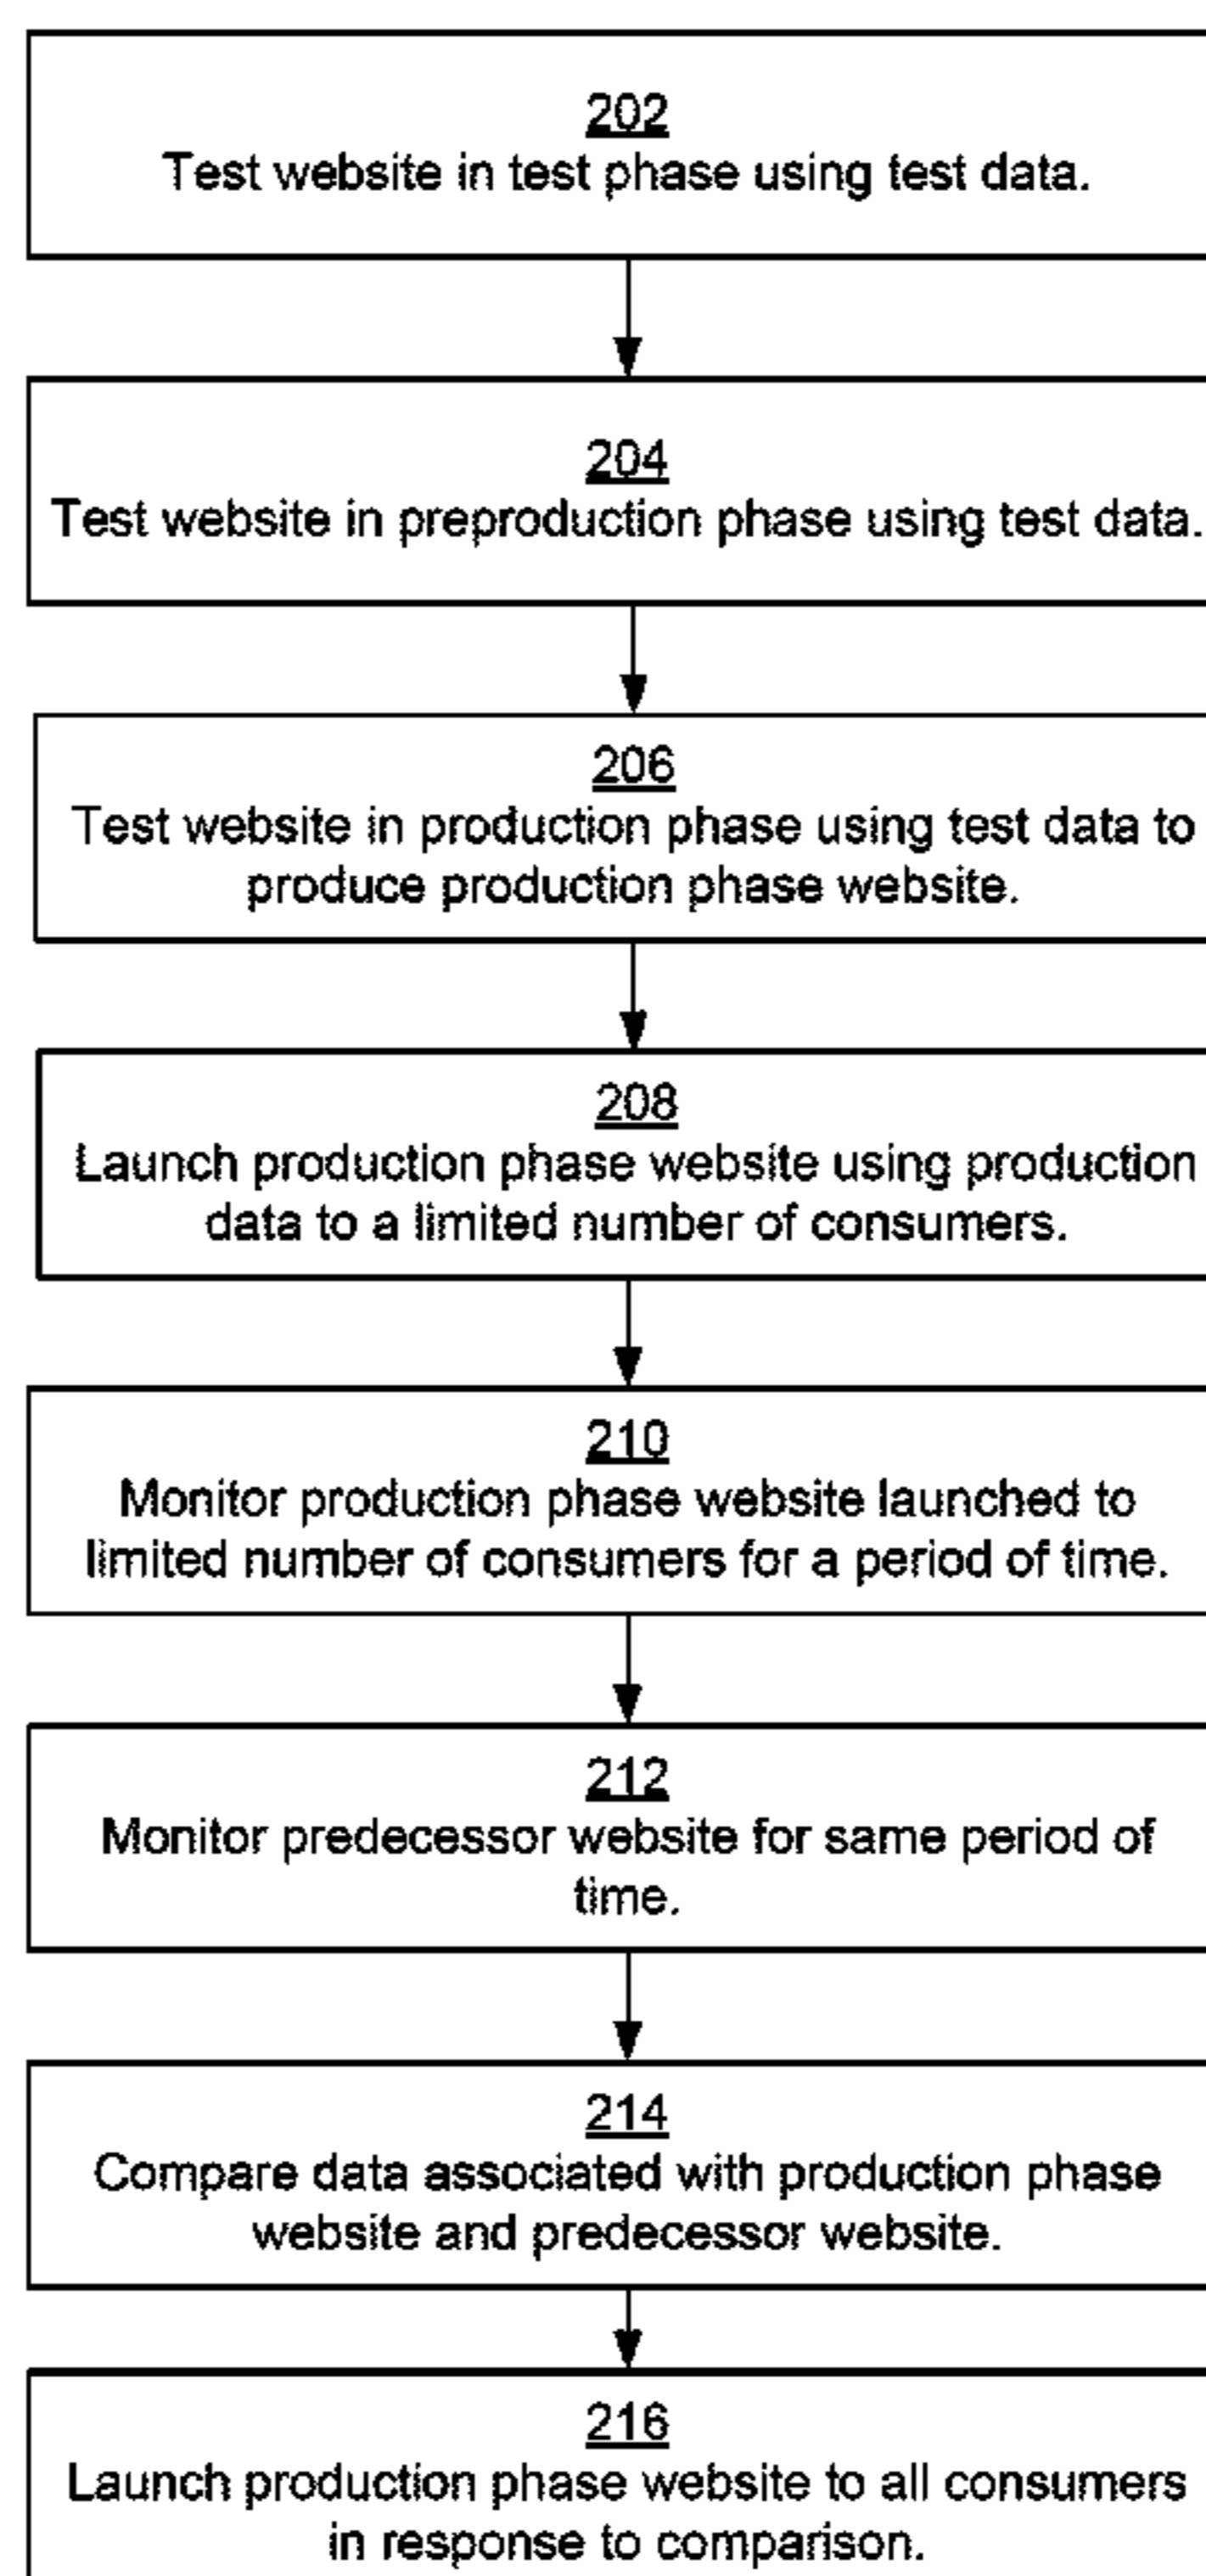 202
Test website in test phase using test data.
204
Test website in preproduction phase using test data.
206
Test website in production phase using test data to
produce production phase website.
208
Launch production phase website using production
data to a limited number of consumers.
210
Monitor production phase website launched to
limited number of consumers for a period of time.
212
Monitor predecessor website for same period of
time.
214
Compare data associated with production phase
website and predecessor website.
216
Launch production phase website to all consumers
in response to comparison.